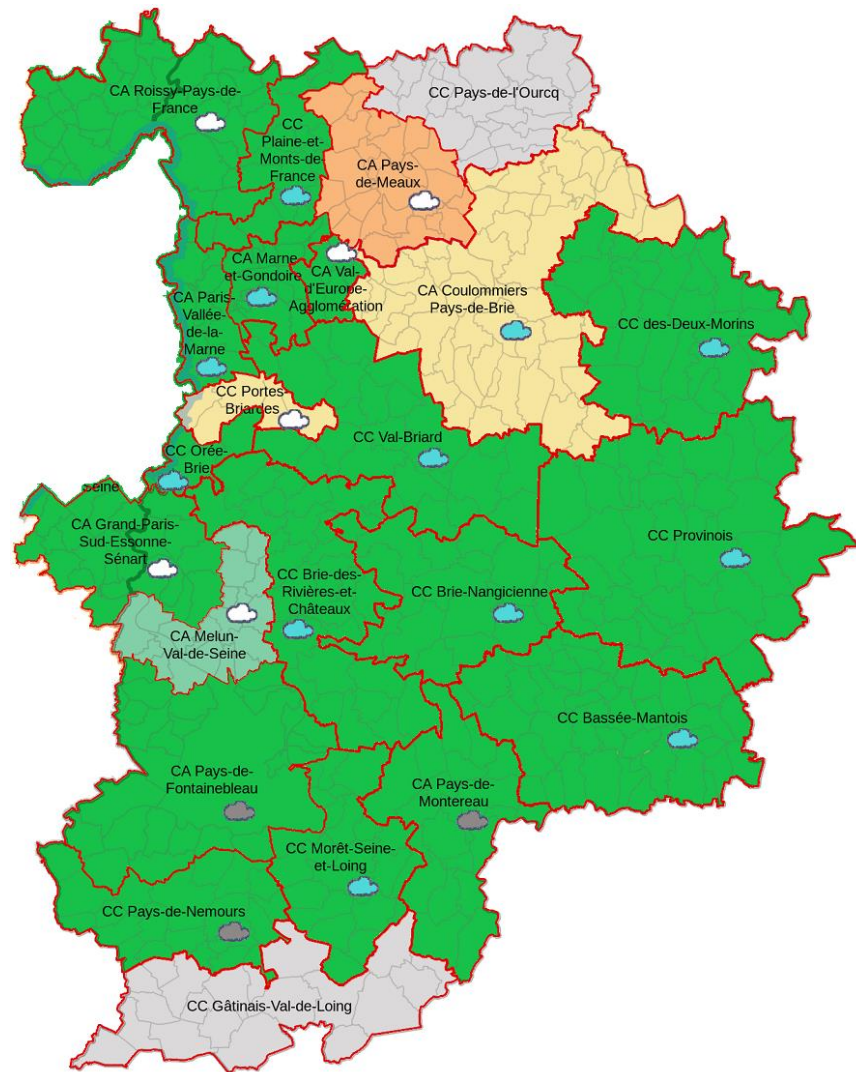 CA Roissy-Pays-de-
France
CC Pays-de-l'Ourcq
CC
Plaine-et-
Monts-de-
France
CA Pays-
de-Meaux
CA Marne
et-Gondoire
CA Val-
d'Europe-
Agglomération
CA Paris-
Vallée-
de-la-
Marne
CA Coulommiers
Pays-de-Brie
CC des-Deux-Morins
CC Portes
Briardes
CC Val-Briard
CC Orée-
Brie-
Seine
CA Grand-Paris-
Sud-Essonne-
Sénart
CC Provinois
CC Brie-des-
Rivières-et-
Châteaux
CC Brie-Nangicienne
CA Melun-
Val-de-Seine
CC Bassée-Mantois
CA Pays-de-
Fontainebleau
CA Pays-de-
Montereau
CC Morêt-Seine-
et-Loing
CC Pays-de-Nemours
CC Gâtinais-Val-de-Loing